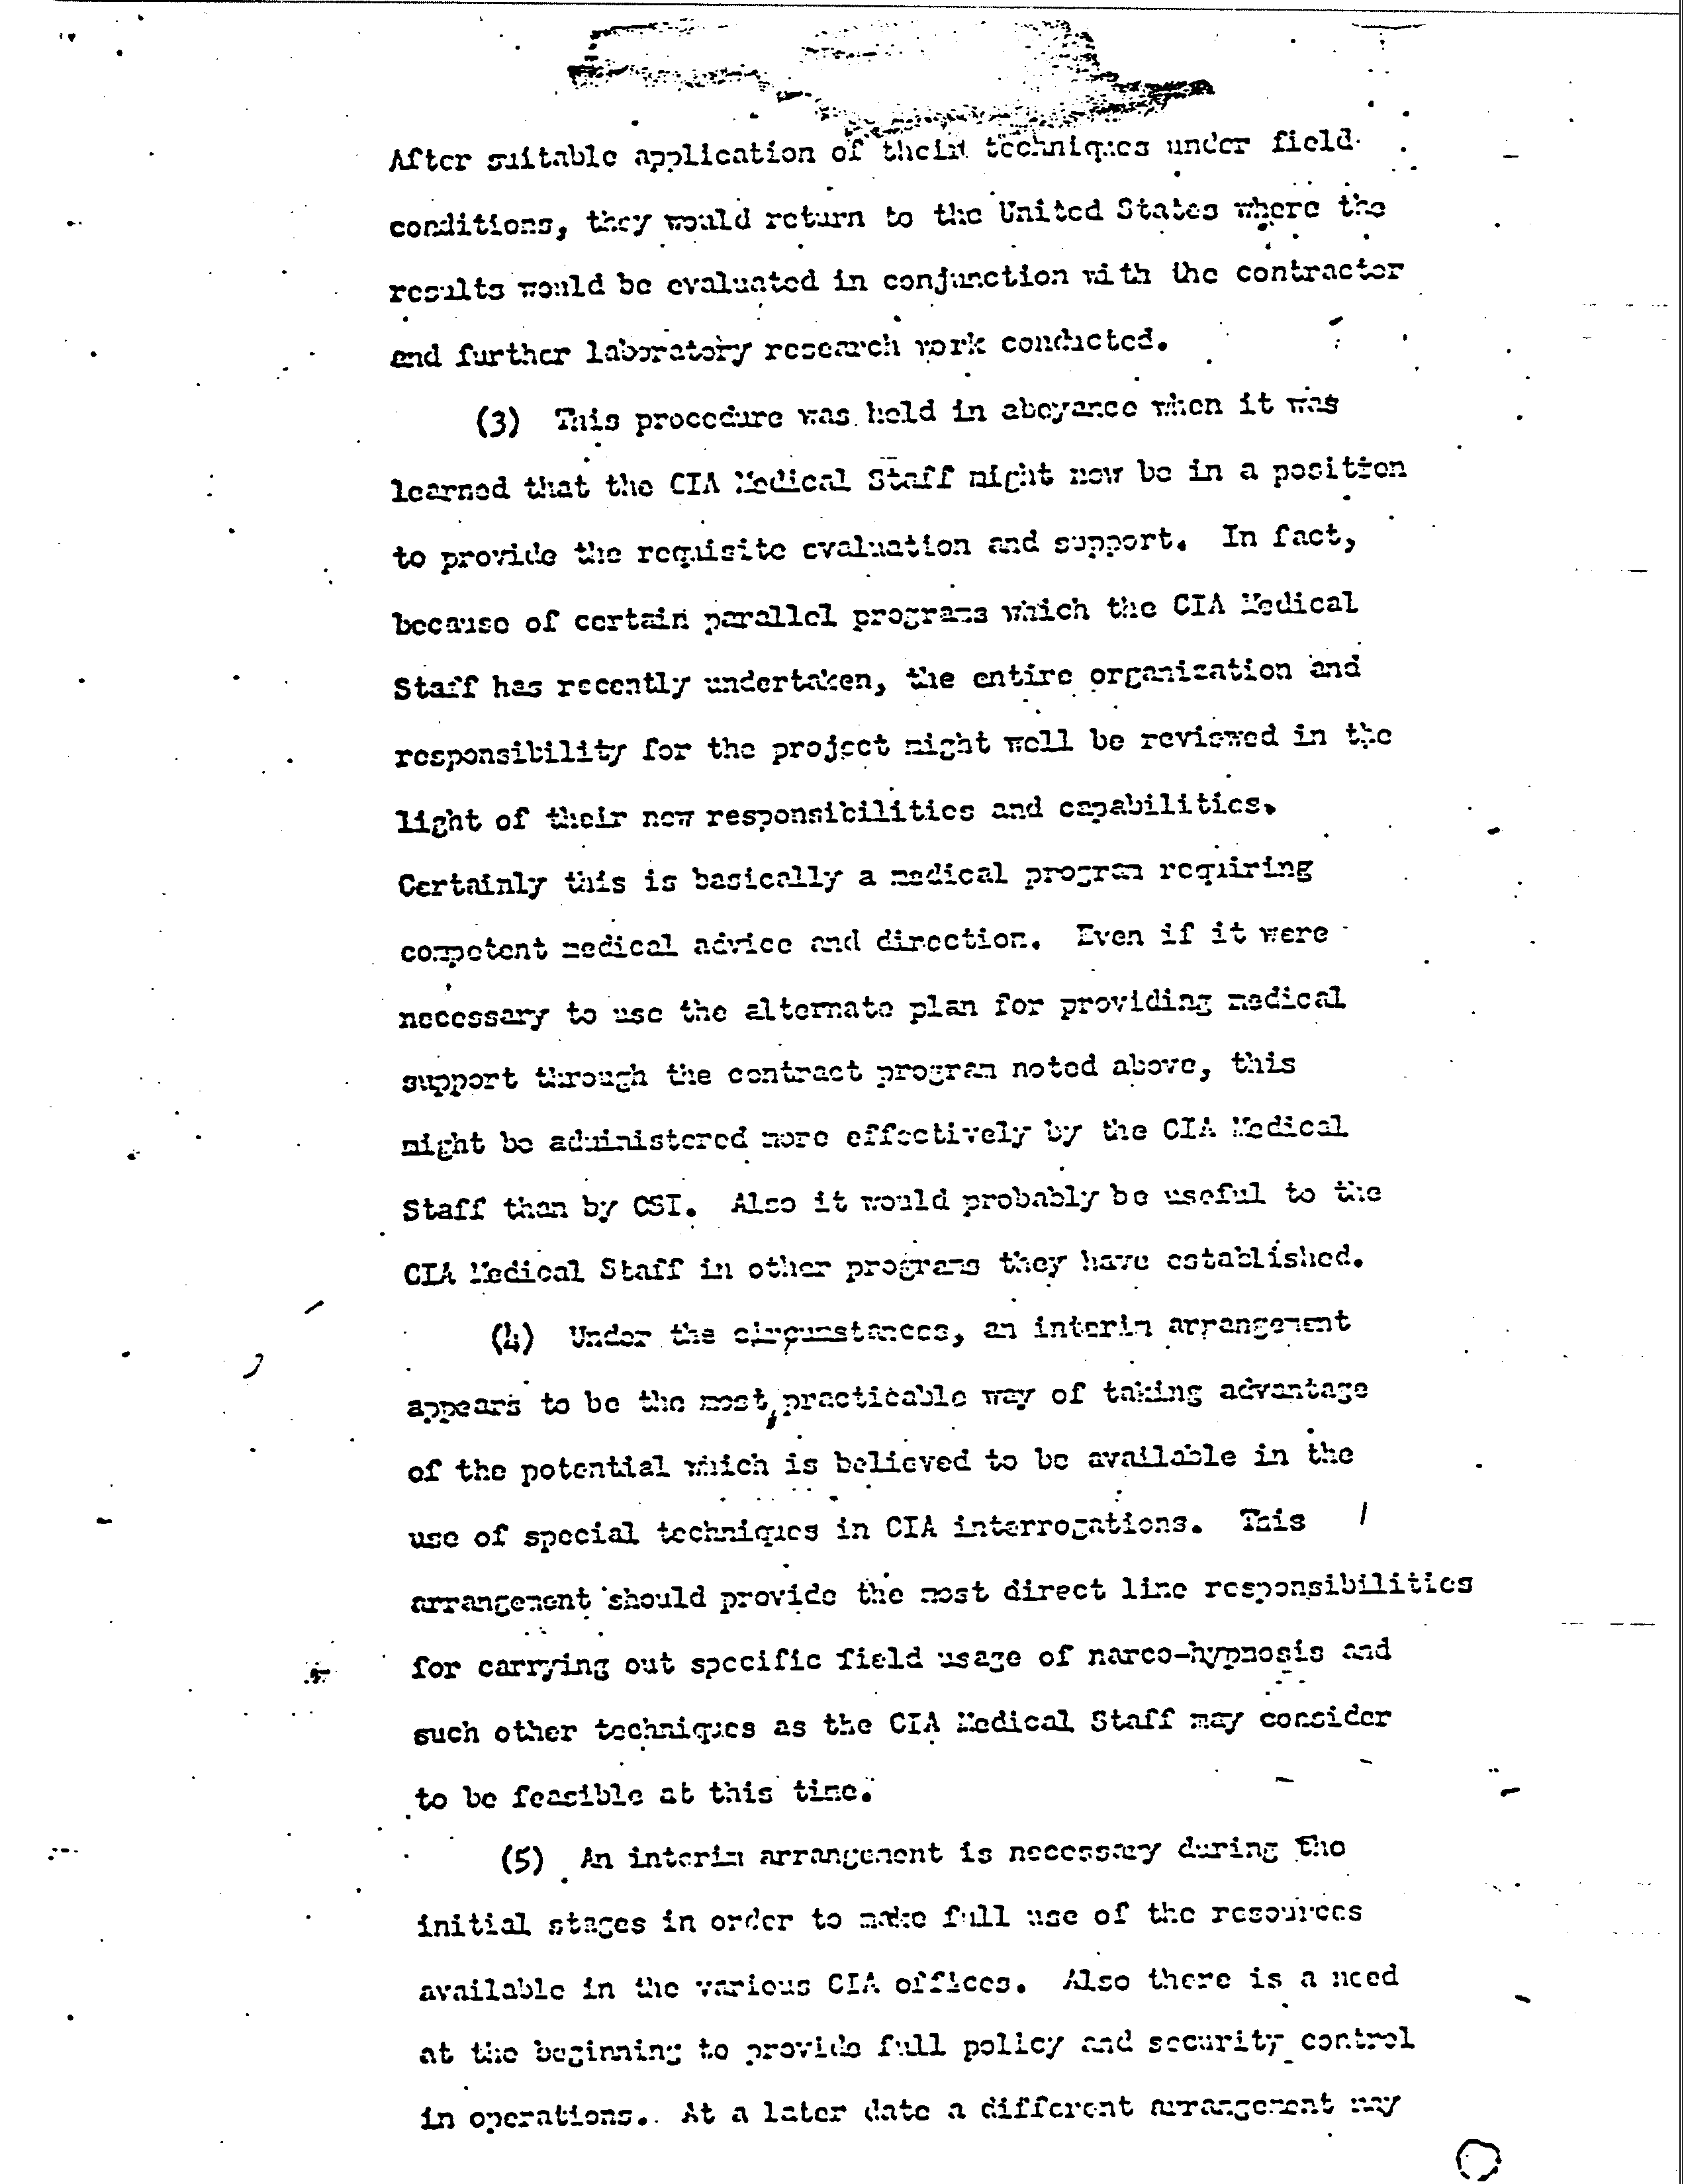 After suitable application of their techniques under field
conditions, they would return to the United States where the
results would be evaluated in conjunction with the contractor
and further laboratory research work conducted.
(3) This procedure was held in abeyance when it was
learned that the CIA Medical Staff might now be in a position
to provide the requisite evaluation and support. In fact,
because of certain parallel programs which the CIA Medical
Staff has recently undertaken, the entire organization and
responsibility for the project might well be reviewed in the
light of their new responsibilities and capabilities.
Certainly this is basically a medical program requiring
competent medical advice and direction. Even if it were
necessary to use the alternate plan for providing medical
support through the contract program noted above, this
might be administered more effectively by the CIA Medical
Staff than by OSI. Also it would probably be useful to the
CIA Medical Staff in other programs they have established.
(4) Under the circumstances, an interim arrangement
appears to be the most practicable way of taking advantage
of the potential which is believed to be available in the
use of special techniques in CIA interrogations. This
arrangement should provide the most direct line responsibilities
for carrying out specific field usage of narco-hypnosis and
such other techniques as the CIA Medical Staff may consider
to be feasible at this time.
(5) An interim arrangement is necessary during the
initial stages in order to make full use of the resources
available in the various CIA offices. Also there is a need
at the beginning to provide full policy and security control
in operations. At a later date a different arrangement may